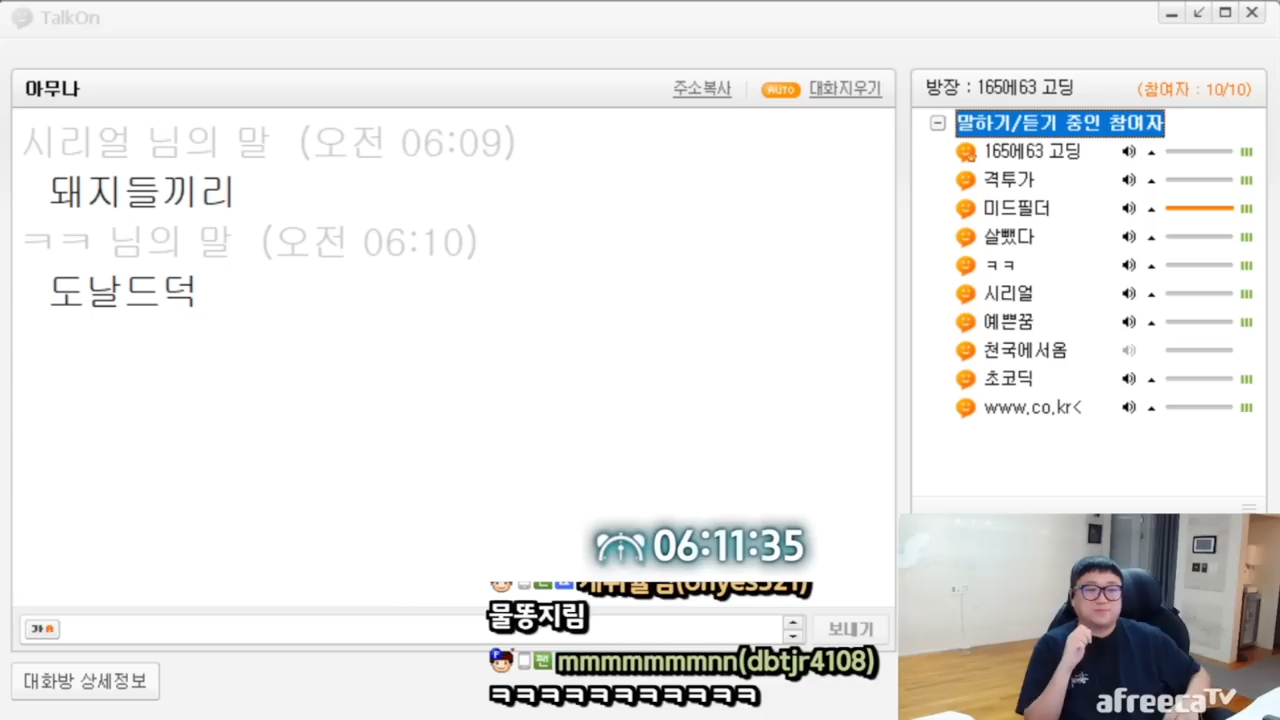 TalkOn
아무나
주소복사
AUTO 대화지우기
시리얼 님의 말 (오전 06:09)
돼지들끼리
ㅋㅋ 님의 말 (오전 06:10)
도날드덕
방장 : 165에63 고딩
(참여자 : 10/10)
말하기/듣기 중인 참여자
165에63 고딩
격투가
미드필더
살뺐다
ㅋㅋ
시리얼
예쁜꿈
천국에서옴
초코딕
www.co.kr<
06:11:35
물똥지림
mmmmmmmnn(dbtjr4108)
ㅋㅋㅋㅋㅋㅋㅋㅋㅋㅋㅋ
가
보내기
대화방 상세정보
afreecaTV